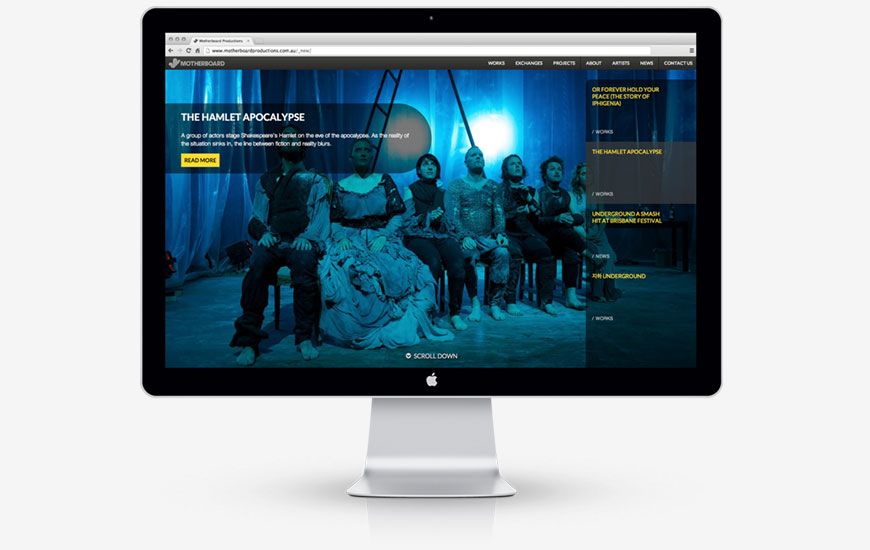 Motherboard Productions
www.motherboardproductions.com.au/_new/
MOTHERBOARD
WORKS EXCHANGES PROJECTS ABOUT ARTISTS NEWS CONTACT US
THE HAMLET APOCALYPSE
A group of actors stage Shakespeare's Hamlet on the eve of the apocalypse. As the reality of
the situation sinks in, the line between fiction and reality blurs.
READ MORE
OR FOREVER HOLD YOUR
PEACE (THE STORY OF
IPHIGENIA)
/ WORKS
THE HAMLET APOCALYPSE
/ WORKS
UNDERGROUND A SMASH
HIT AT BRISBANE FESTIVAL
/ NEWS
지하 UNDERGROUND
/ WORKS
SCROLL DOWN